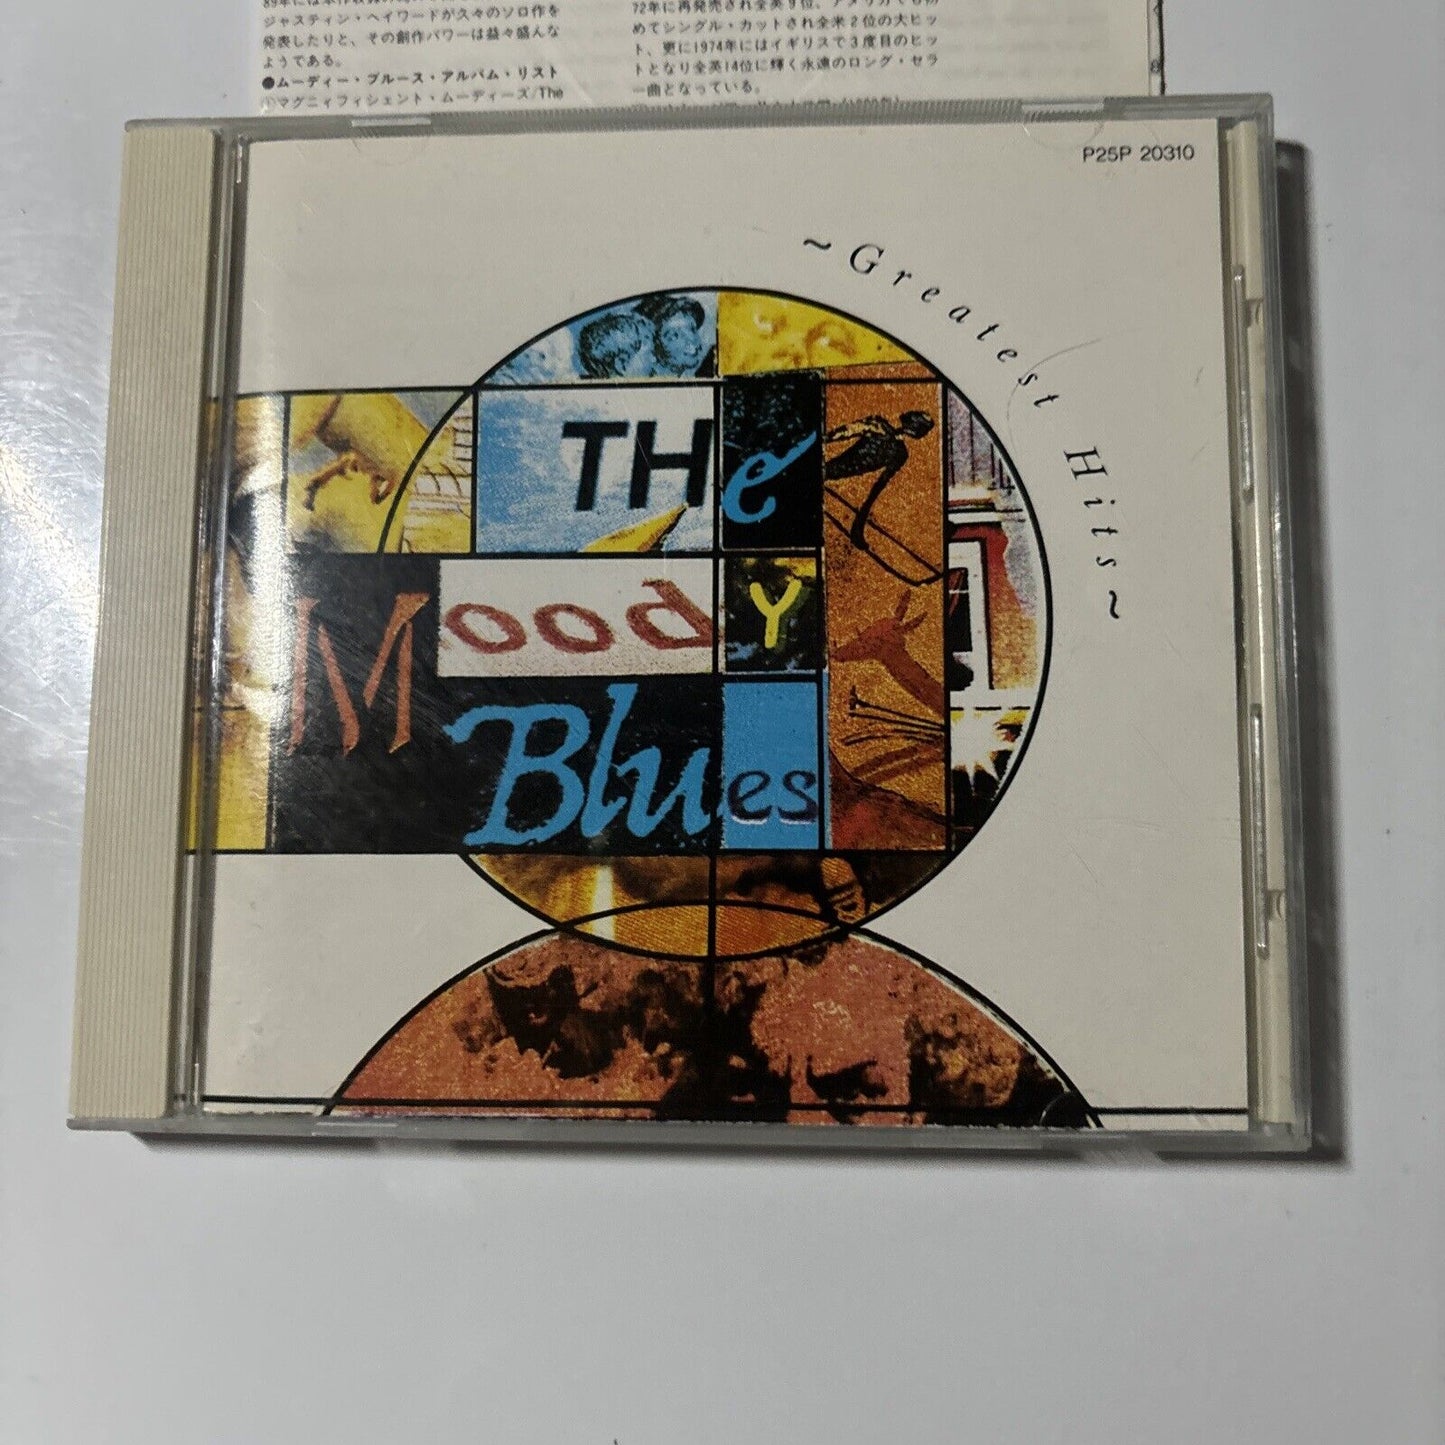 ジャスティン・ヘイワードが久々のソロ作を
発表したりと、その創作パワーは益々盛んな
ようである。
●ムーディー・ブルース・アルバム・リスト
①マグニィフィシェント・ムーディーズ/The
72年に再発売され全英9位、アメリカでも初
めてシングル・カットされ全米2位の大ヒッ
ト、更に1974年にはイギリスで3度目のヒッ
トとなり全英14位に輝く永遠のロング・セラ
ー曲となっている。
P25P 20310
~Greatest Hits~
THe
Moody
Blues